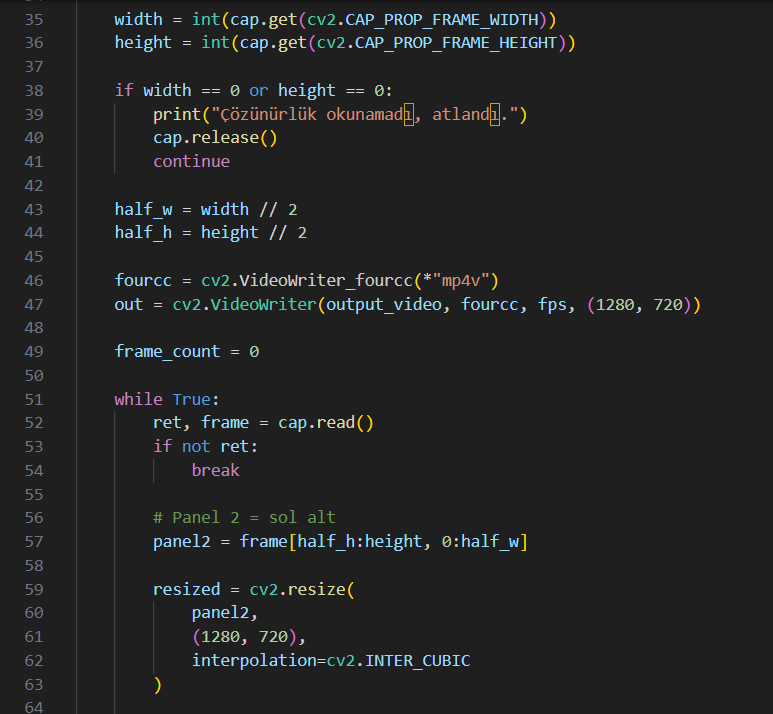 35 width = int(cap.get(cv2.CAP_PROP_FRAME_WIDTH))
36 height = int(cap.get(cv2.CAP_PROP_FRAME_HEIGHT))
37
38 if width == 0 or height == 0:
39 print("Çözünürlük okunamadı, atlandı.")
40 cap.release()
41 continue
42
43 half_w = width // 2
44 half_h = height // 2
45
46 fourcc = cv2.VideoWriter_fourcc(*"mp4v")
47 out = cv2.VideoWriter(output_video, fourcc, fps, (1280, 720))
48
49 frame_count = 0
50
51 while True:
52 ret, frame = cap.read()
53 if not ret:
54 break
55
56 # Panel 2 = sol alt
57 panel2 = frame[half_h:height, 0:half_w]
58
59 resized = cv2.resize(
60 panel2,
61 (1280, 720),
62 interpolation=cv2.INTER_CUBIC
63 )
64